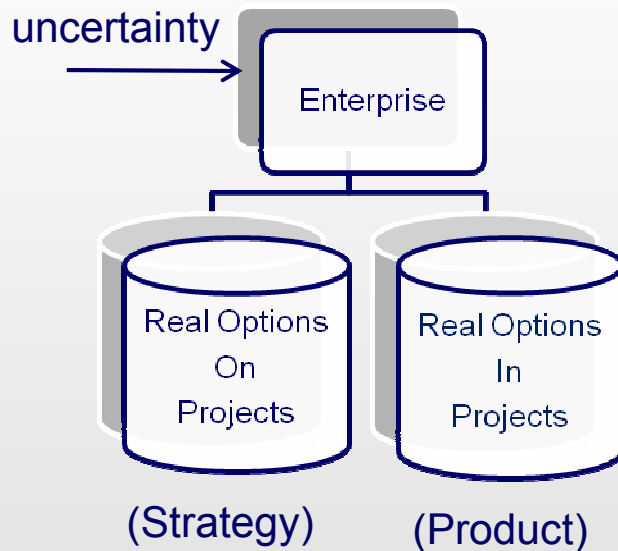 uncertainty
Enterprise
Real Options
On
Projects
Real Options
In
Projects
(Strategy)
(Product)